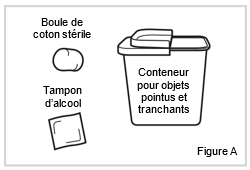 Boule de
coton stérile
Tampon
d'alcool
Conteneur
pour objets
pointus et
tranchants
Figure A